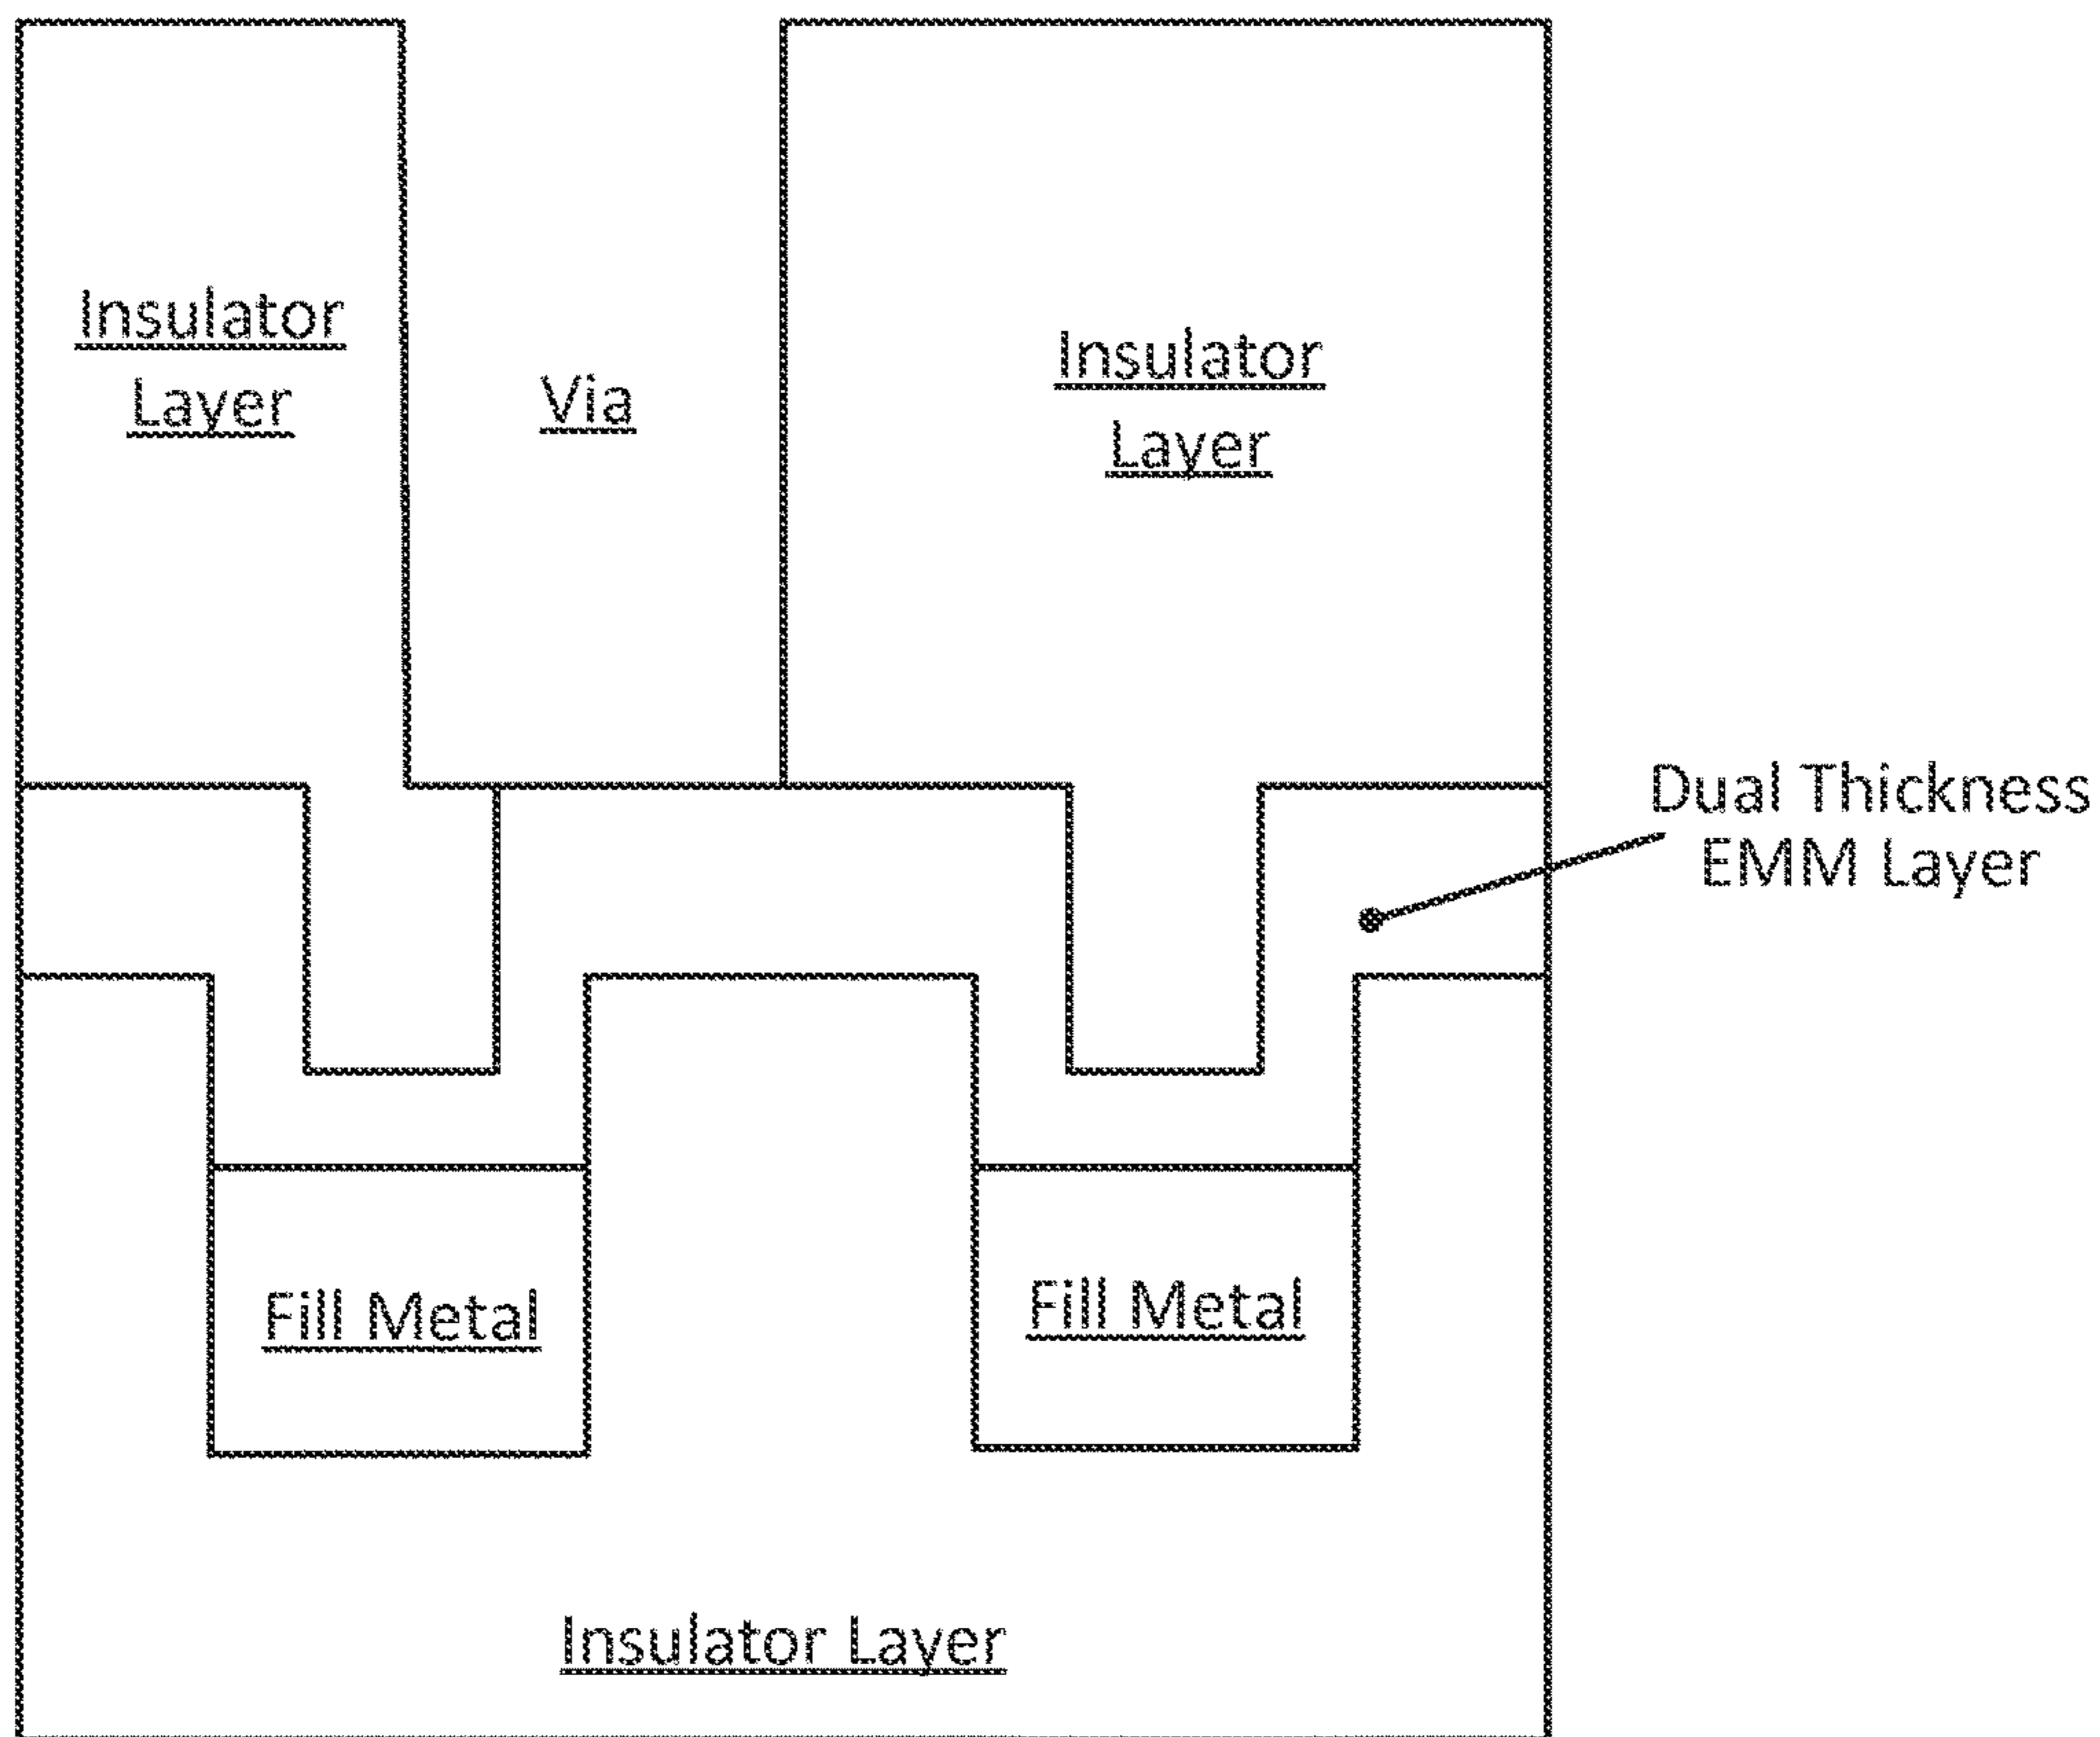 Insulator
Layer
Via
Insulator
Layer
Dual Thickness
EMM Layer
Fill Metal
Fill Metal
Insulator Layer